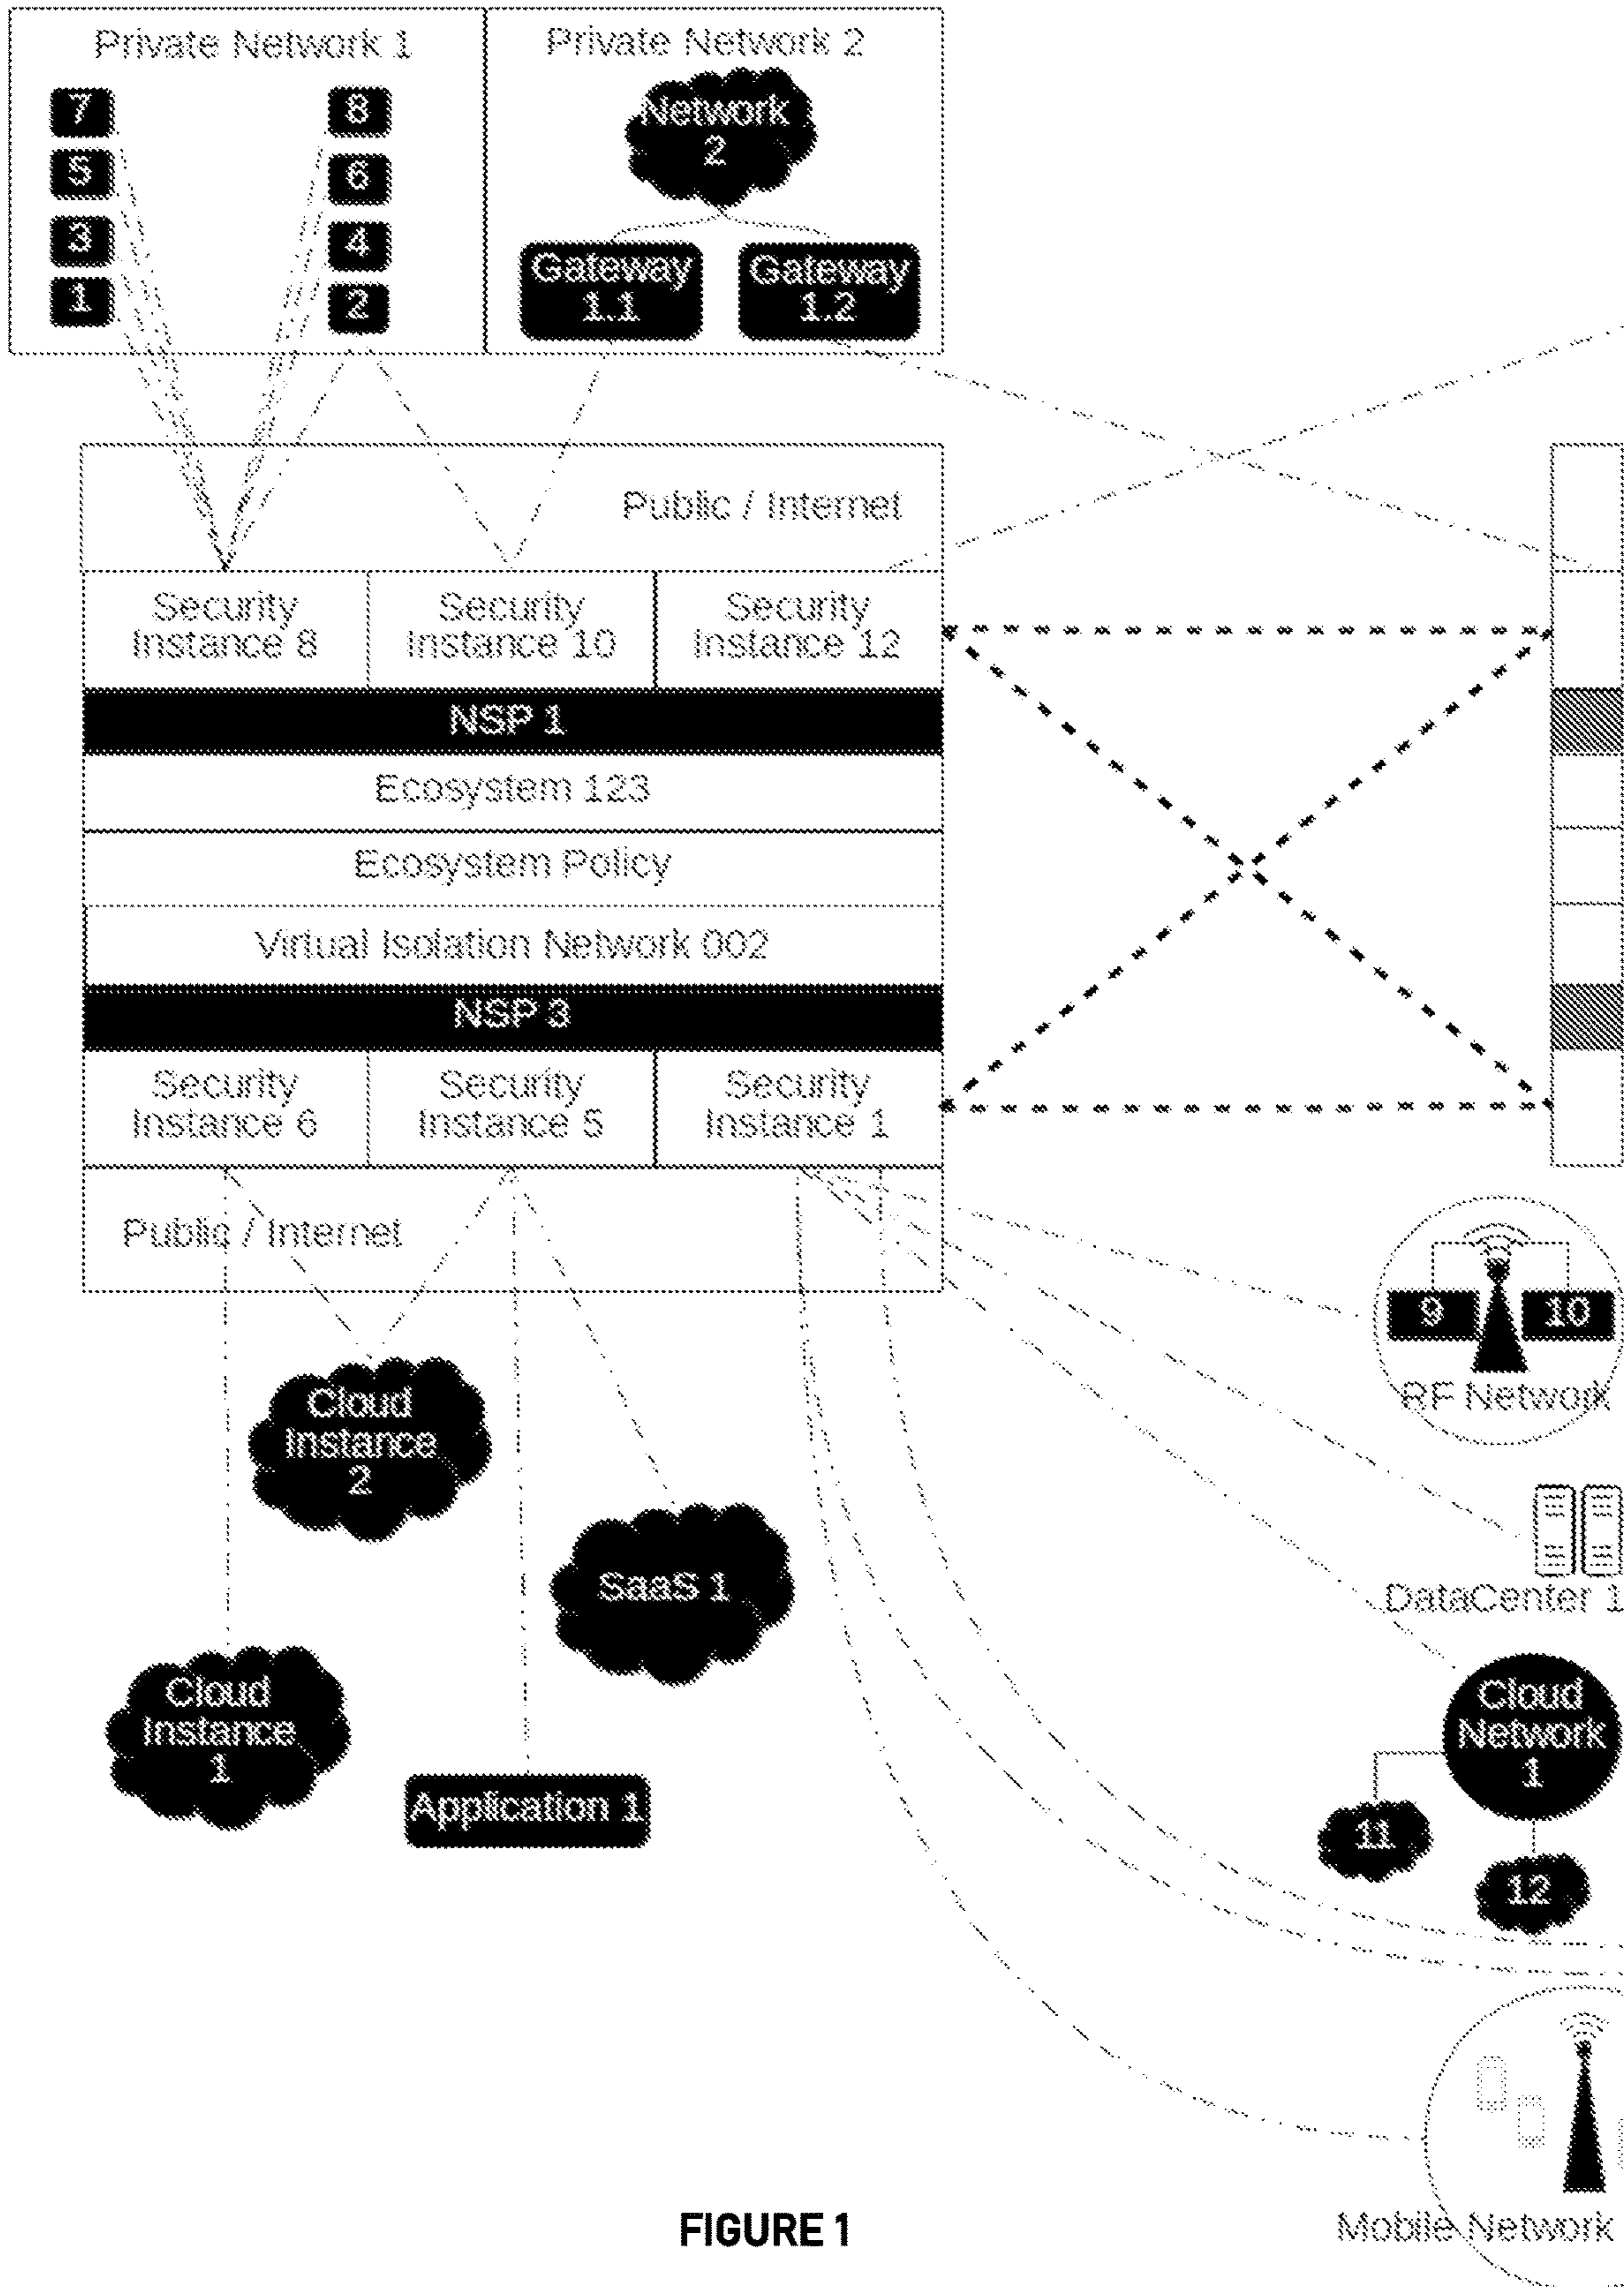 Private Network 1
Private Network 2
7
8
5
6
3
4
1
2
Network
2
Gateway
1.1
Gateway
1.2
Public / Internet
Security
Instance 8
Security
Instance 10
Security
Instance 12
NSP 1
Ecosystem 123
Ecosystem Policy
Virtual Isolation Network 002
NSP 3
Security
Instance 6
Security
Instance 5
Security
Instance 1
Public / Internet
9
10
RF Network
Cloud
Instance
2
SaaS 1
DataCenter 1
Cloud
Instance
1
Application 1
Cloud
Network
1
11
12
Mobile Network
FIGURE 1